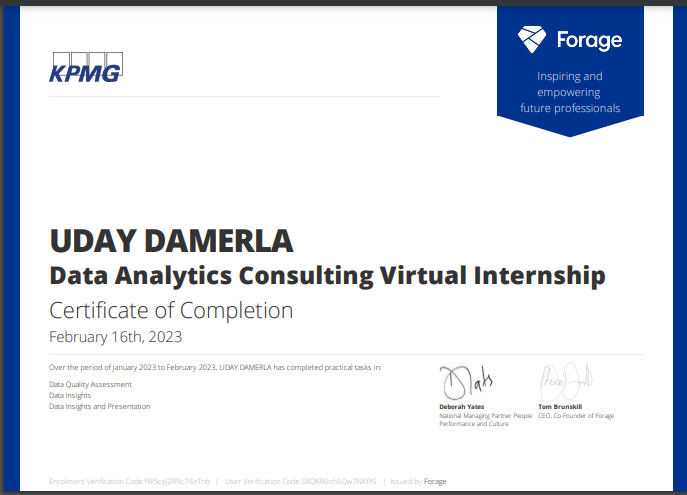 KPMG
Forage
Inspiring and
empowering
future professionals
UDAY DAMERLA
Data Analytics Consulting Virtual Internship
Certificate of Completion
February 16th, 2023
Over the period of January 2023 to February 2023, UDAY DAMERLA has completed practical tasks in:
Data Quality Assessment
Data Insights
Data Insights and Presentation
Deborah Yates
National Managing Partner People
Performance and Culture
Tom Brunskill
CEO, Co-Founder of Forage
Enrolment Verification Code | User Verification Code | Issued by Forage